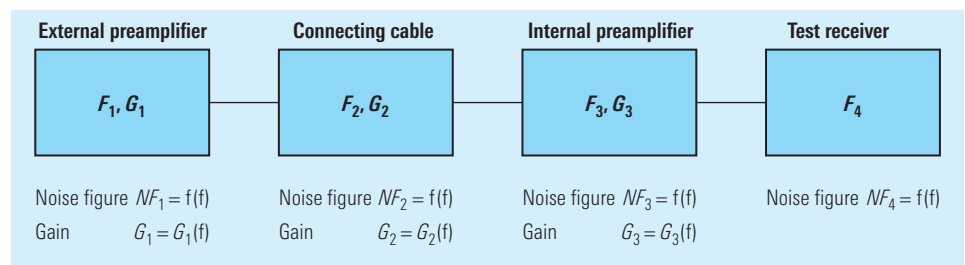 External preamplifier Connecting cable Internal preamplifier Test receiver
F1, G1 F2, G2 F3, G3 F4
Noise figure NF1 = f(f) Noise figure NF2 = f(f) Noise figure NF3 = f(f) Noise figure NF4 = f(f)
Gain G1 = G1(f) Gain G2 = G2(f) Gain G3 = G3(f)